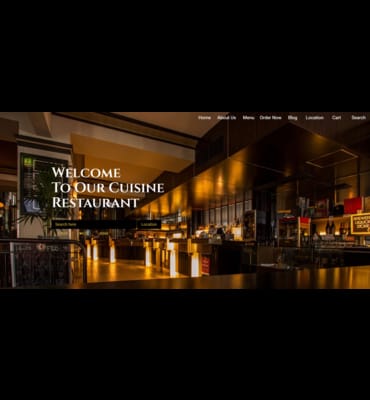 Home About Us Menu Order Now Blog Location Cart Search
Welcome
To Our Cuisine
Restaurant
Search here
Location